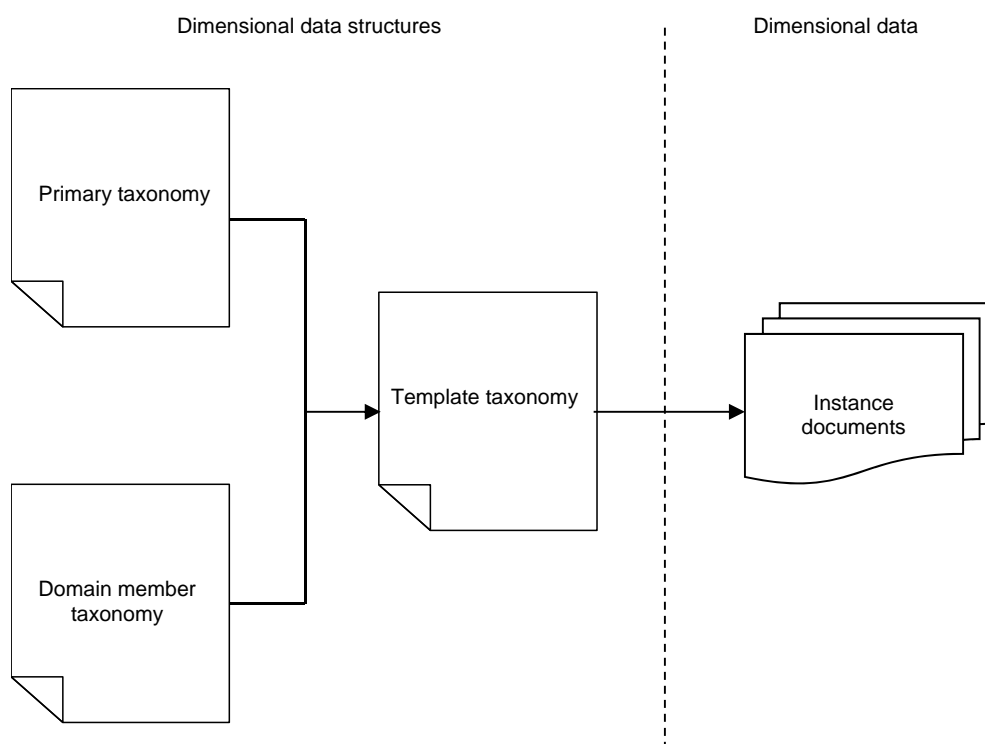 Dimensional data structures
Dimensional data
Primary taxonomy
Template taxonomy
Instance
documents
Domain member
taxonomy